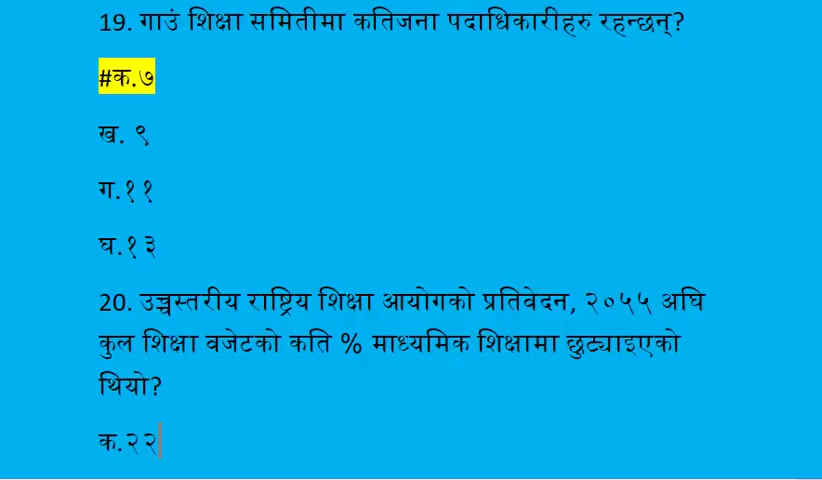 19. गाउं शिक्षा समितीमा कतिजना पदाधिकारीहरु रहन्छन्?
#क.७
ख. ९
ग.११
घ.१३
20. उच्चस्तरीय राष्ट्रिय शिक्षा आयोगको प्रतिवेदन, २०५५ अघि
कुल शिक्षा वजेटको कति % माध्यमिक शिक्षामा छुट्याइएको
थियो?
क.२२